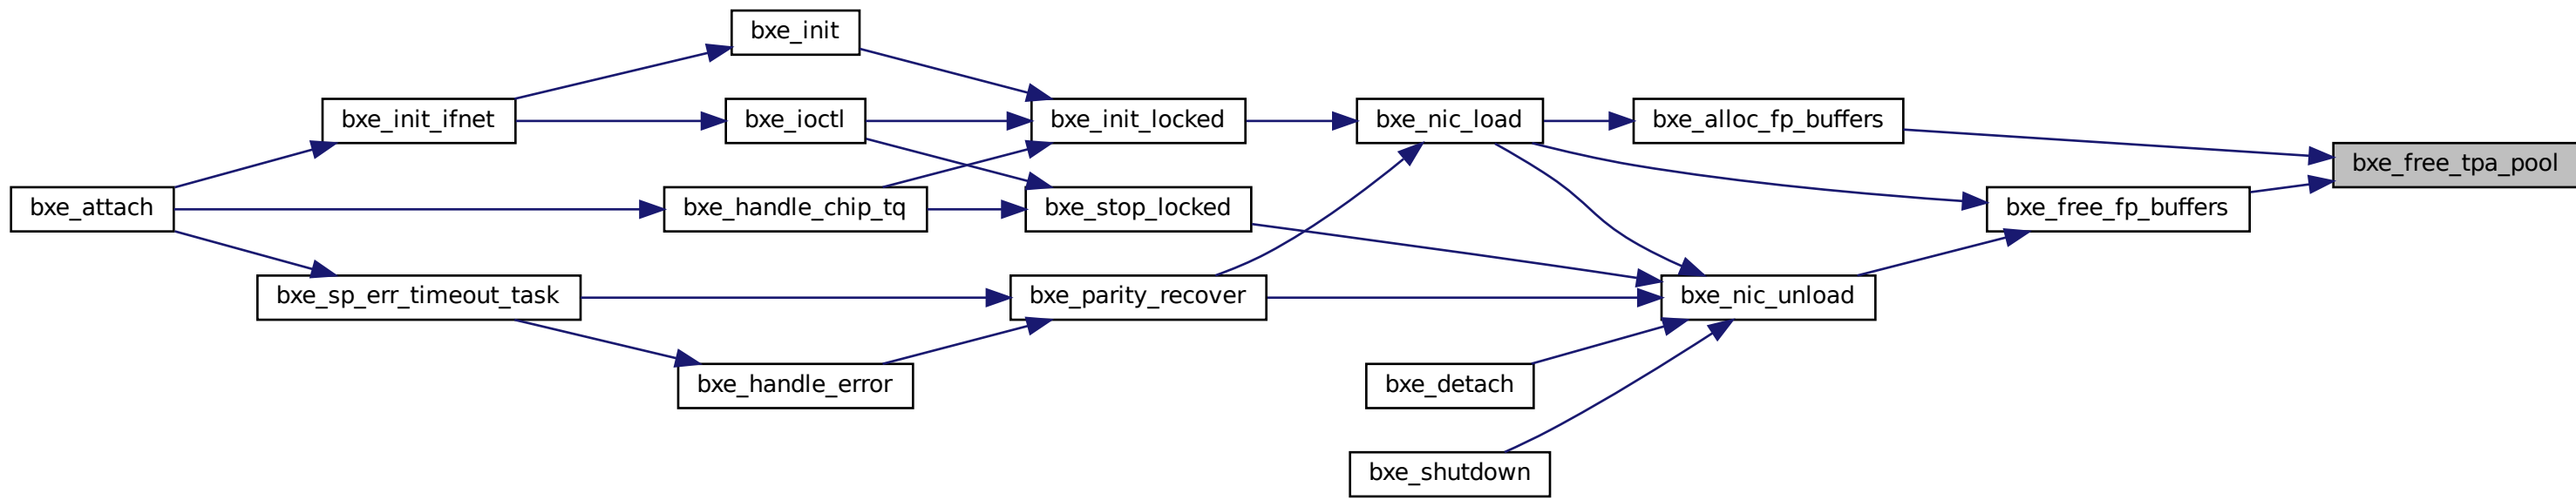 bxe_init
bxe_init_ifnet
bxe_ioctl
bxe_init_locked
bxe_nic_load
bxe_alloc_fp_buffers
bxe_free_tpa_pool
bxe_attach
bxe_handle_chip_tq
bxe_stop_locked
bxe_free_fp_buffers
bxe_sp_err_timeout_task
bxe_parity_recover
bxe_nic_unload
bxe_handle_error
bxe_detach
bxe_shutdown